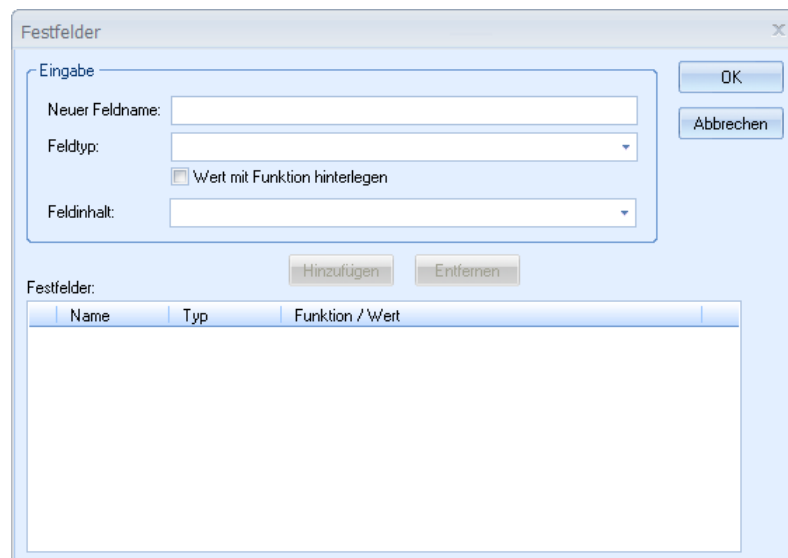 Festfelder
Eingabe
OK
Neuer Feldname:
Abbrechen
Feldtyp:
Wert mit Funktion hinterlegen
Feldinhalt:
Hinzufügen Entfernen
Festfelder:
Name Typ Funktion / Wert